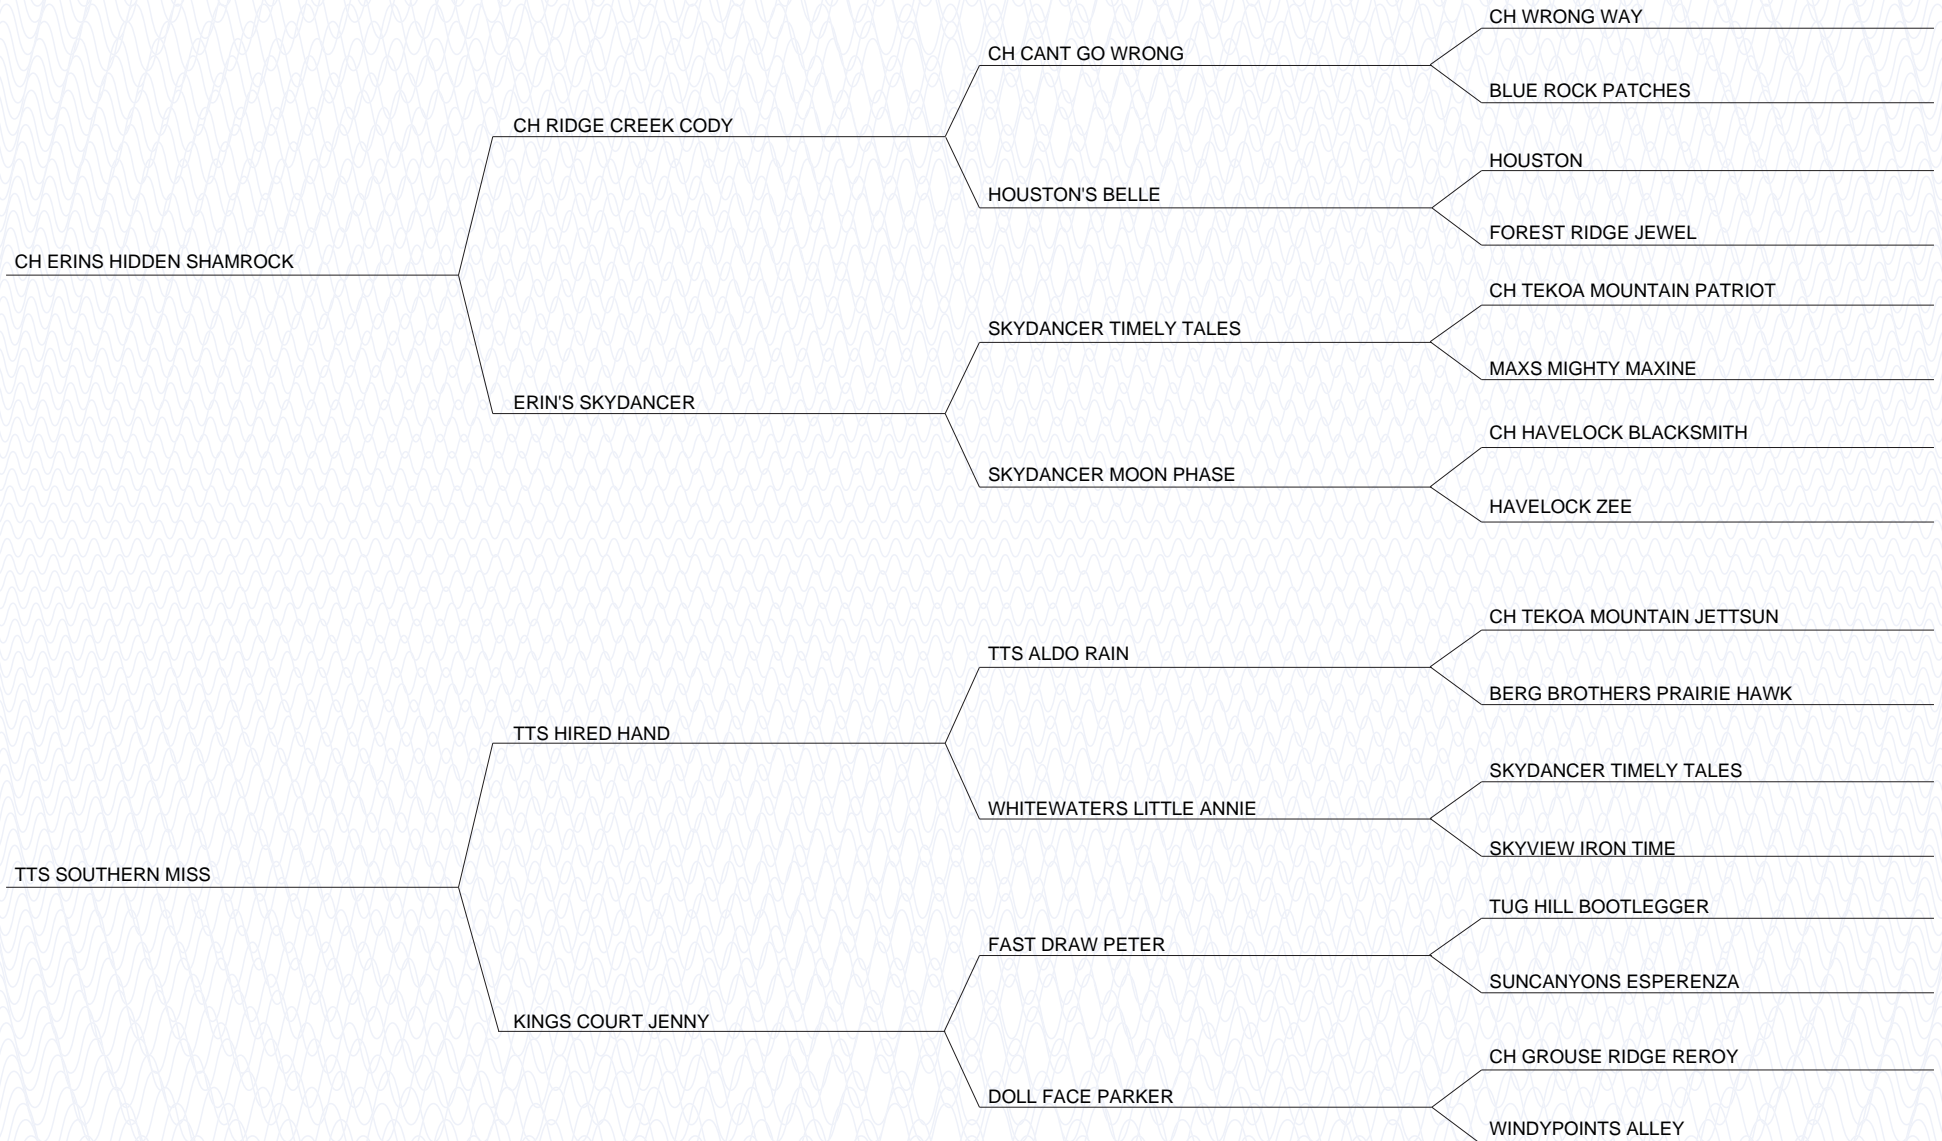 CH WRONG WAY
CH CANT GO WRONG
BLUE ROCK PATCHES
CH RIDGE CREEK CODY
HOUSTON
HOUSTON'S BELLE
FOREST RIDGE JEWEL
CH ERINS HIDDEN SHAMROCK
CH TEKOA MOUNTAIN PATRIOT
SKYDANCER TIMELY TALES
MAXS MIGHTY MAXINE
ERIN'S SKYDANCER
CH HAVELOCK BLACKSMITH
SKYDANCER MOON PHASE
HAVELOCK ZEE
CH TEKOA MOUNTAIN JETTSUN
TTS ALDO RAIN
BERG BROTHERS PRAIRIE HAWK
TTS HIRED HAND
SKYDANCER TIMELY TALES
WHITEWATERS LITTLE ANNIE
SKYVIEW IRON TIME
TTS SOUTHERN MISS
TUG HILL BOOTLEGGER
FAST DRAW PETER
SUNCANYONS ESPERENZA
KINGS COURT JENNY
CH GROUSE RIDGE REROY
DOLL FACE PARKER
WINDYPOINTS ALLEY